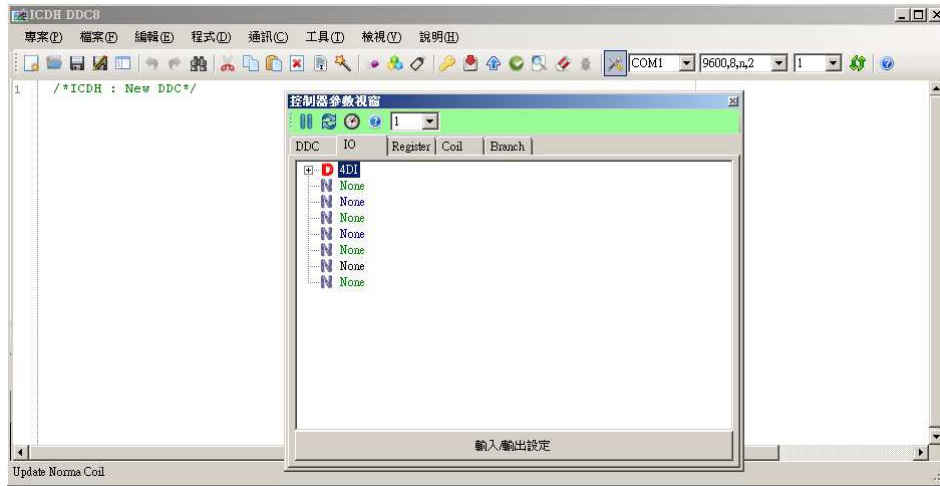 ICDH DDC8
專案(P) 檔案(F) 編輯(E) 程式(D) 通訊(C) 工具(T) 檢視(V) 說明(H)
COM1 9600,8,n,2 1
1 /*ICDH : New DDC*/
控制器參數視窗
1
DDC IO Register Coil Branch
4DI
None
None
None
None
None
None
None
輸入/輸出設定
Update Norma Coil